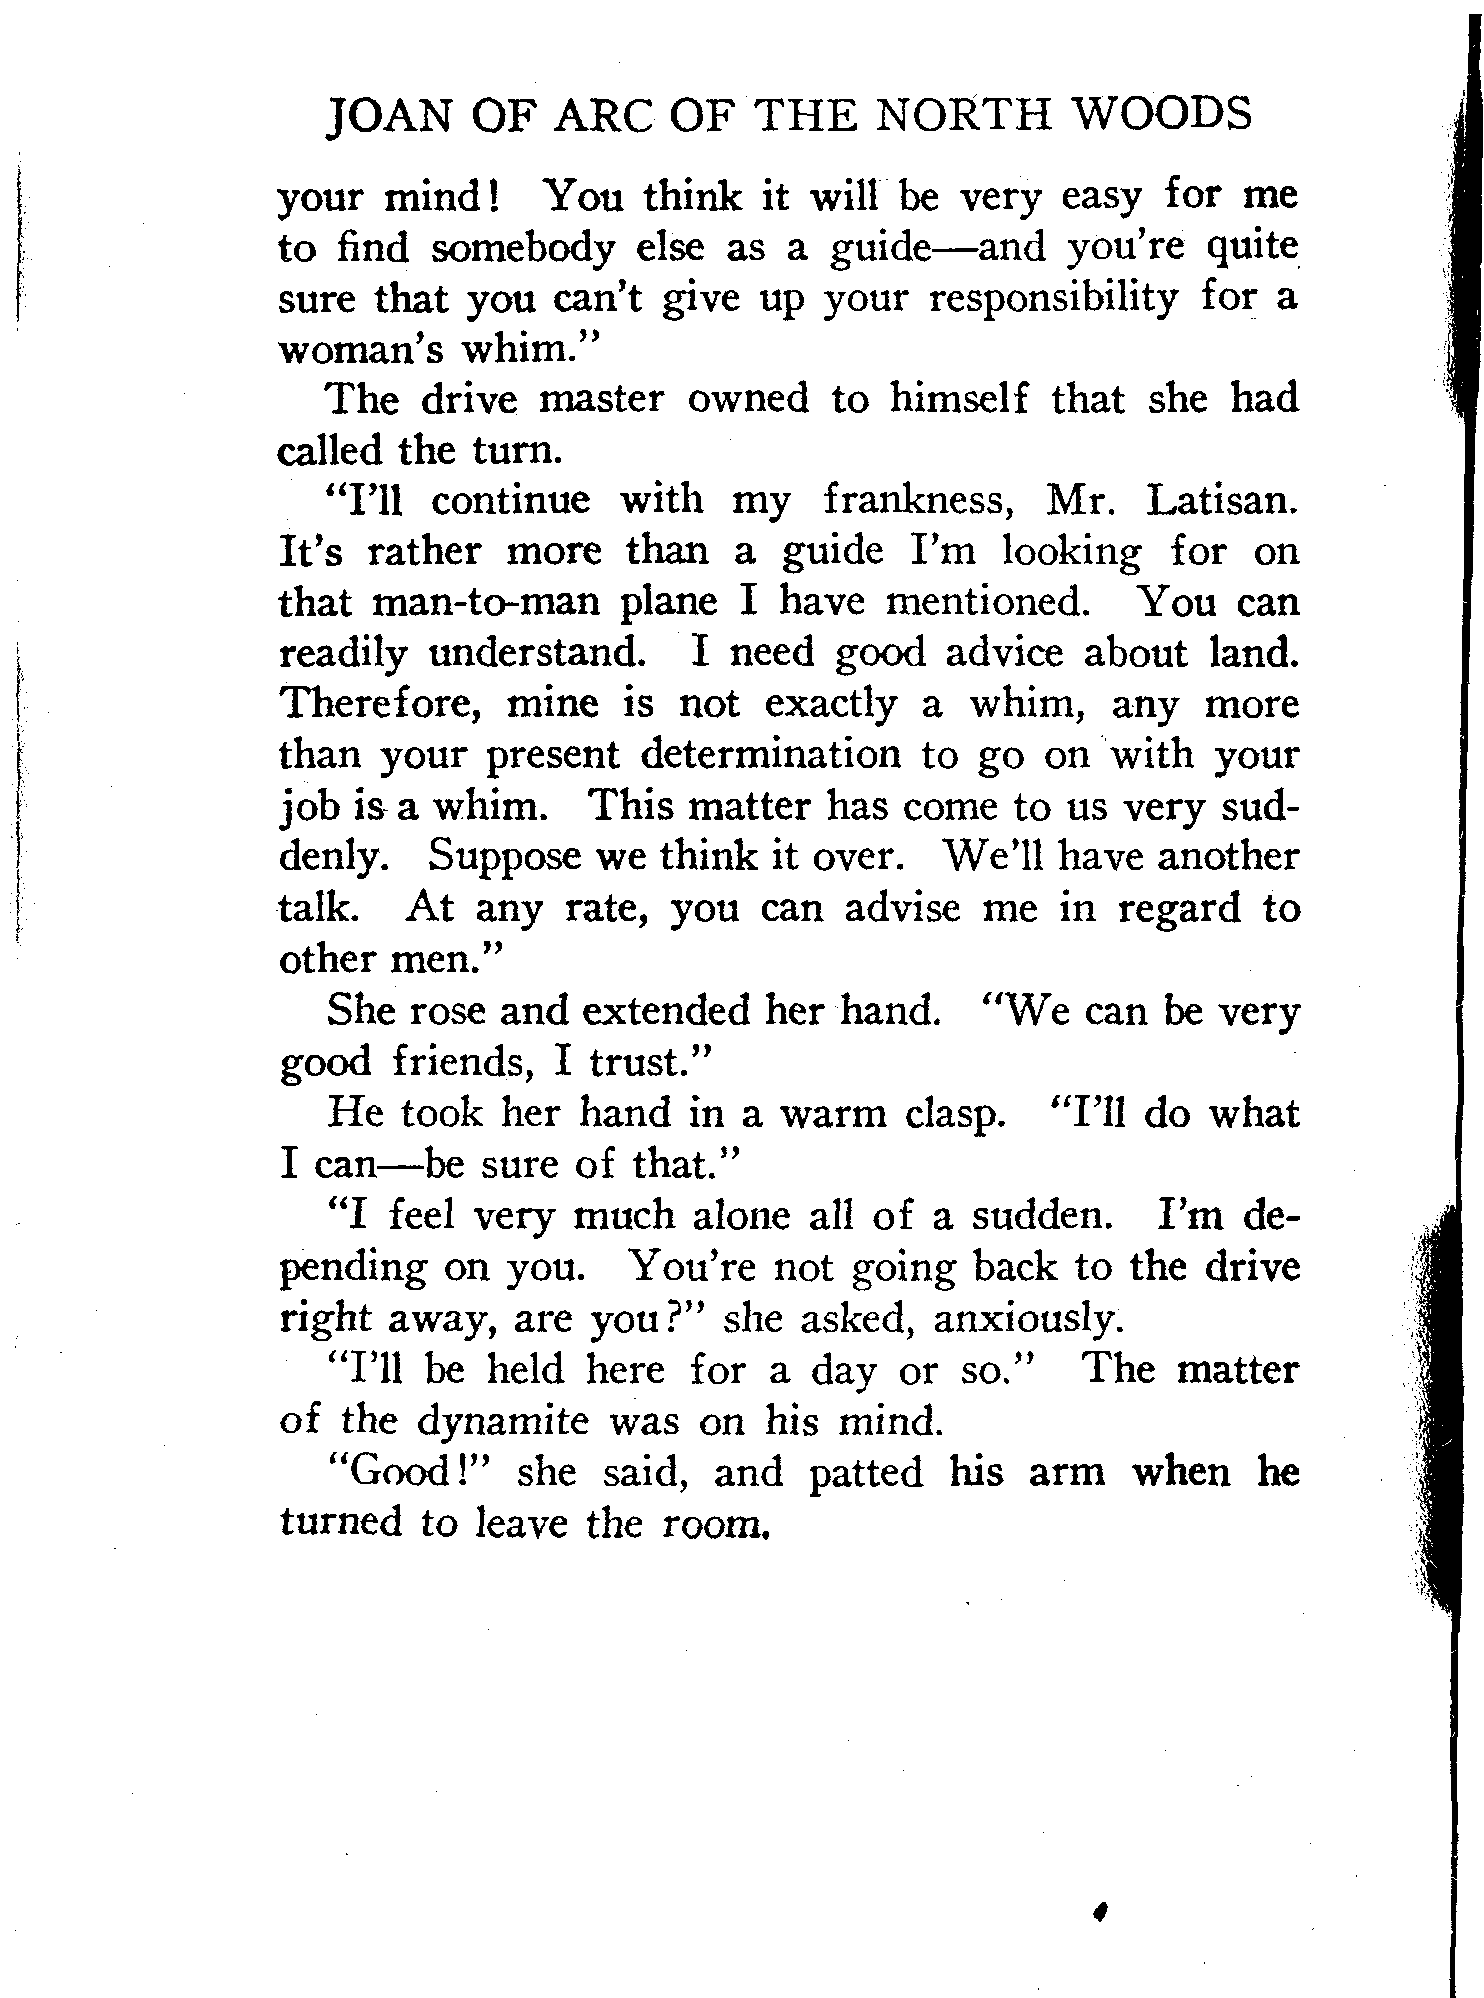 JOAN OF ARC OF THE NORTH WOODS
your mind! You think it will be very easy for me
to find somebody else as a guide—and you're quite
sure that you can't give up your responsibility for a
woman's whim."
The drive master owned to himself that she had
called the turn.
"I'll continue with my frankness, Mr. Latisan.
It's rather more than a guide I'm looking for on
that man-to-man plane I have mentioned. You can
readily understand. I need good advice about land.
Therefore, mine is not exactly a whim, any more
than your present determination to go on with your
job is a whim. This matter has come to us very sud-
denly. Suppose we think it over. We'll have another
talk. At any rate, you can advise me in regard to
other men."
She rose and extended her hand. "We can be very
good friends, I trust."
He took her hand in a warm clasp. "I'll do what
I can—be sure of that."
"I feel very much alone all of a sudden. I'm de-
pending on you. You're not going back to the drive
right away, are you?" she asked, anxiously.
"I'll be held here for a day or so." The matter
of the dynamite was on his mind.
"Good!" she said, and patted his arm when he
turned to leave the room.